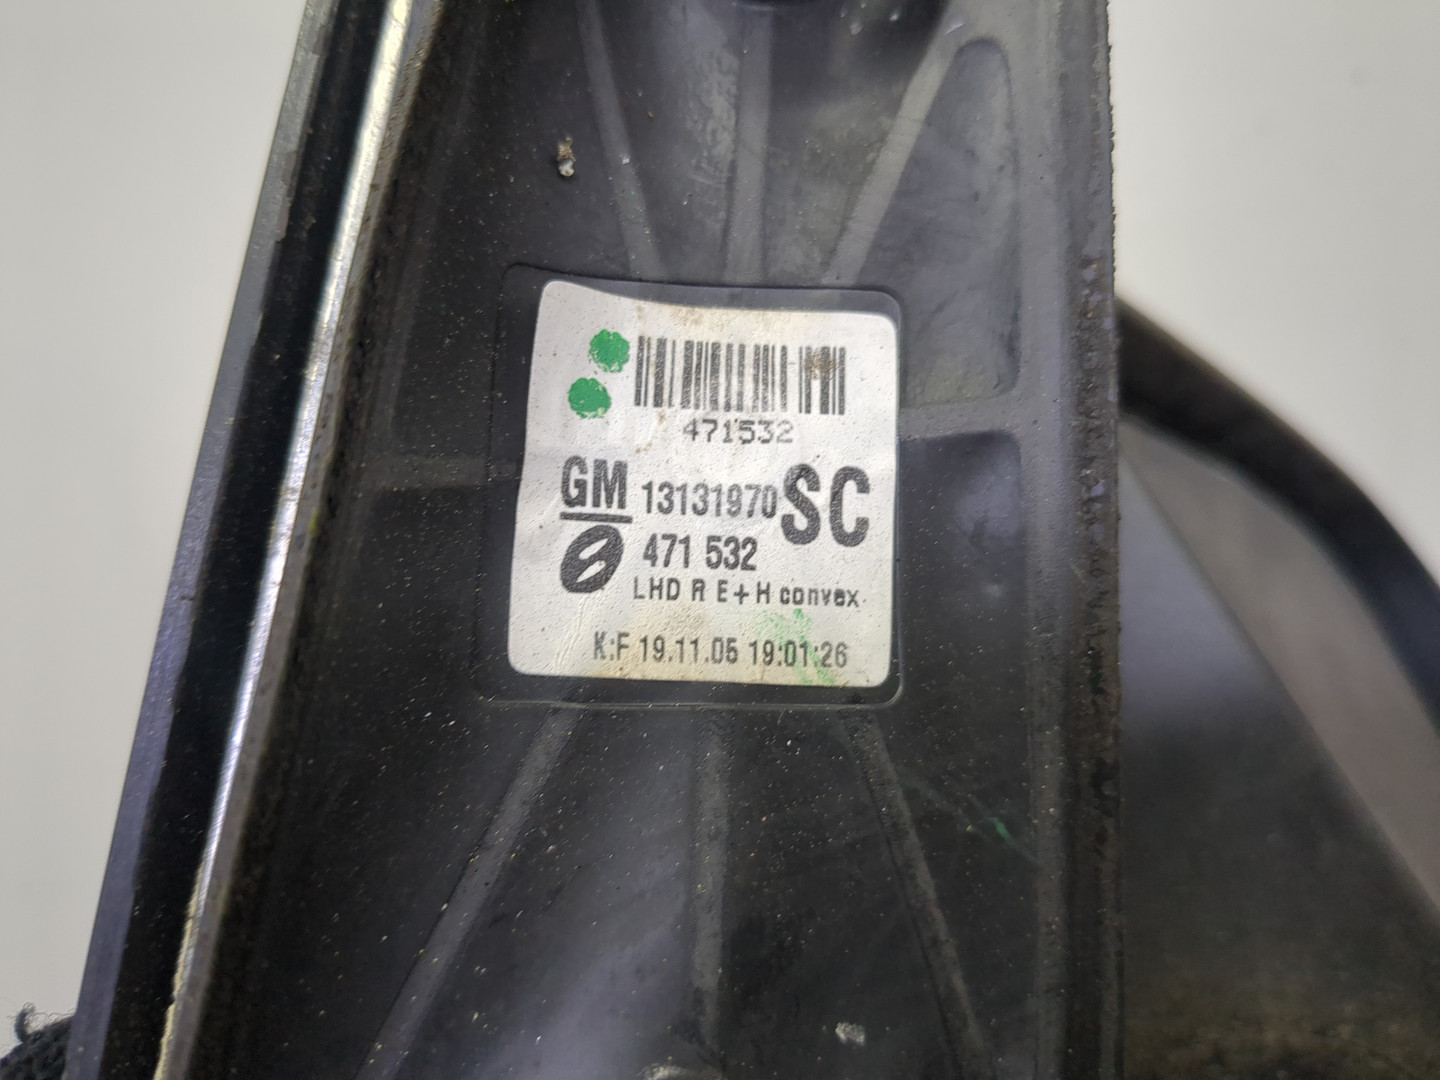 471532
GM 13131970 SC
471 532
LHD R E+H convex
K:F 19.11.05 19:01:26